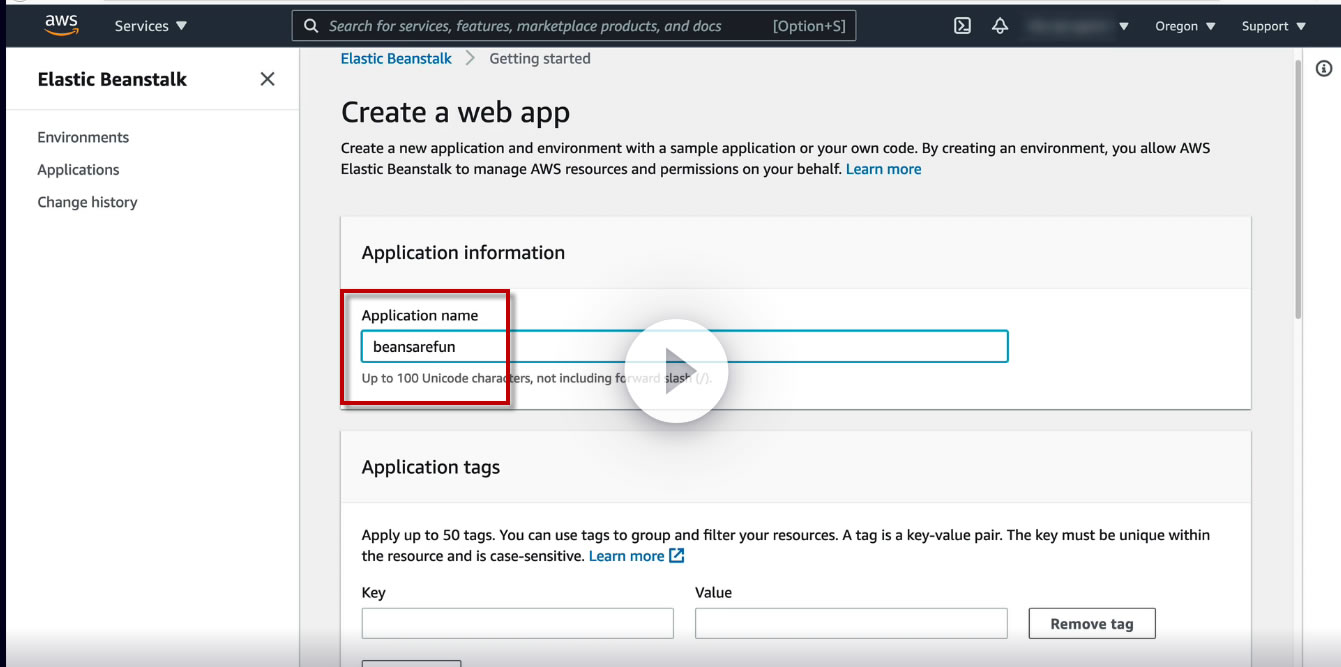 aws
Services
Search for services, features, marketplace products, and docs [Option+S]
Oregon
Support
Elastic Beanstalk
Environments
Applications
Change history
Elastic Beanstalk > Getting started
Create a web app
Create a new application and environment with a sample application or your own code. By creating an environment, you allow AWS
Elastic Beanstalk to manage AWS resources and permissions on your behalf. Learn more
Application information
Application name
beansarefun
Up to 100 Unicode characters, not including forward slash (/).
Application tags
Apply up to 50 tags. You can use tags to group and filter your resources. A tag is a key-value pair. The key must be unique within
the resource and is case-sensitive. Learn more
Key Value
Remove tag